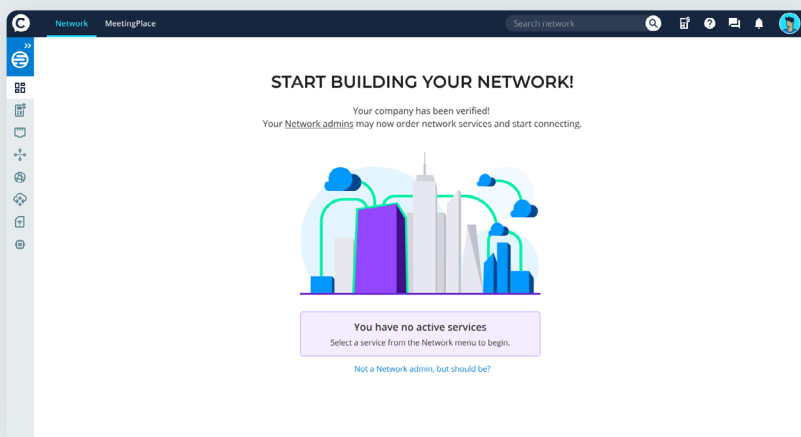 Network MeetingPlace Search network
START BUILDING YOUR NETWORK!
Your company has been verified!
Your Network admins may now order network services and start connecting.
You have no active services
Select a service from the Network menu to begin.
Not a Network admin, but should be?